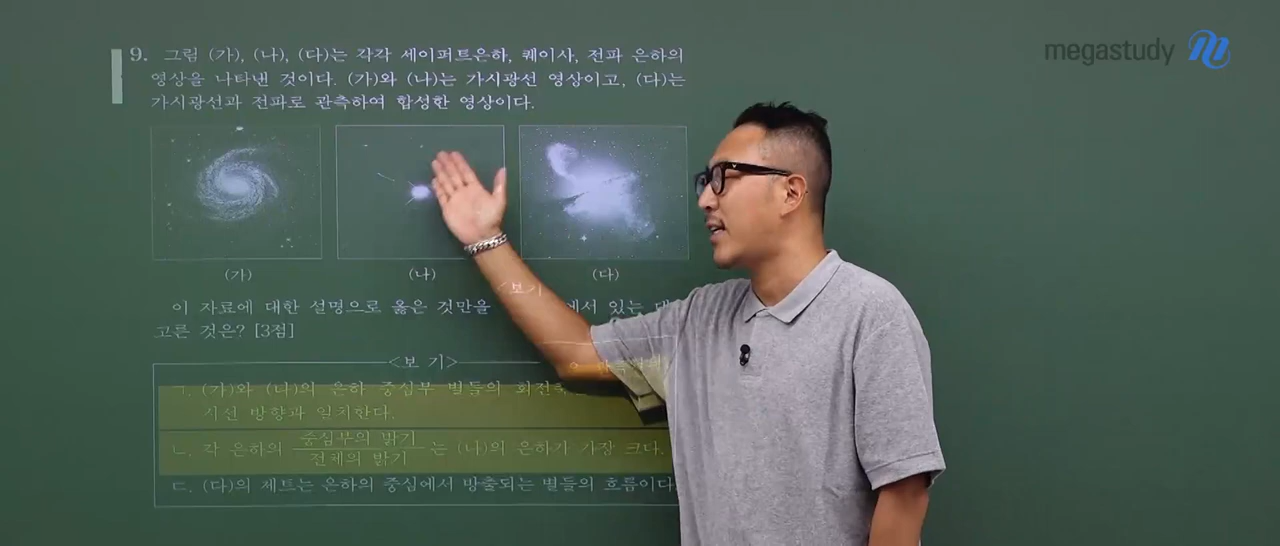 megastudy
9. 그림 (가), (나), (다)는 각각 세이퍼트은하, 퀘이사, 전파 은하의
영상을 나타낸 것이다. (가)와 (나)는 가시광선 영상이고, (다)는
가시광선과 전파로 관측하여 합성한 영상이다.
(가) (나) (다)
<보기
이 자료에 대한 설명으로 옳은 것만을 에서 있는
고른 것은? [3점]
<보 기>
ㄱ. (가)와 (나)의 은하 중심부 별들의
시선 방향과 일치한다.
ㄴ. 각 은하의 중심부의 밝기 / 전체의 밝기 는 (나)의 은하가 가장 크다.
ㄷ. (다)의 제트는 은하의 중심에서 방출되는 별들의 흐름이다